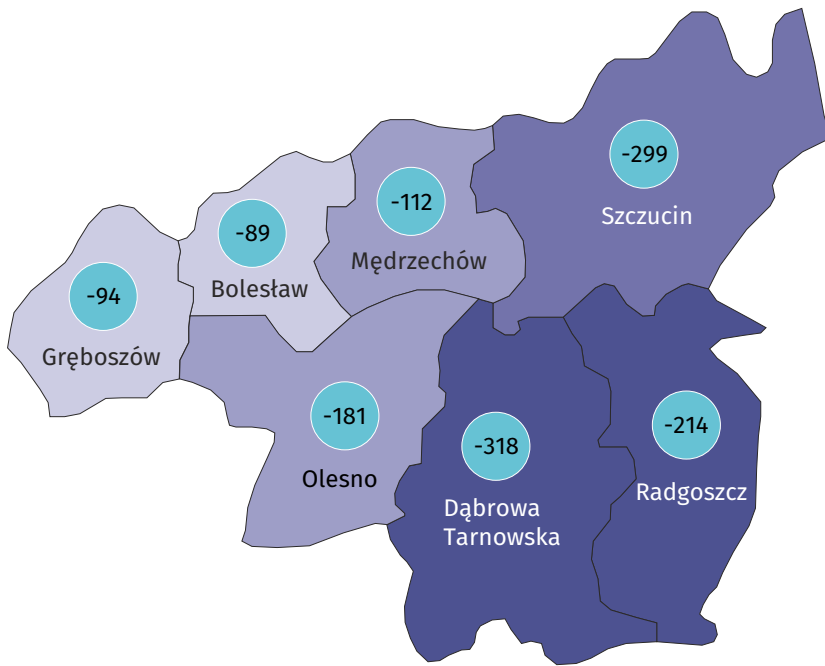 -299
Szczucin
-112
Mędrzechów
-89
Bolesław
-94
Gręboszów
-181
Olesno
-318
Dąbrowa
Tarnowska
-214
Radgoszcz